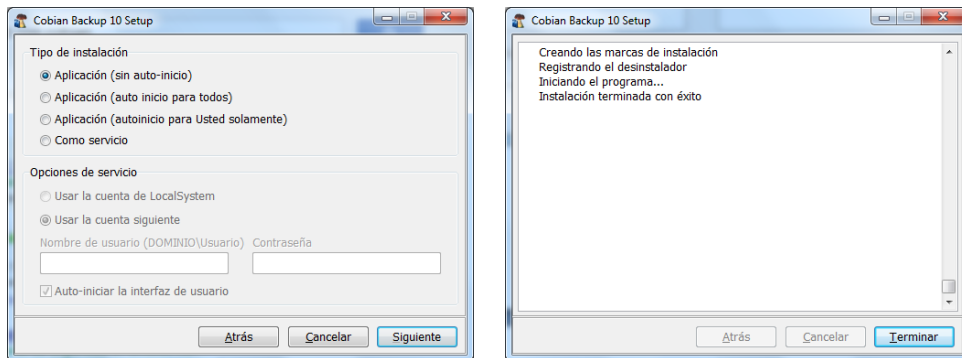 Cobian Backup 10 Setup
Tipo de instalación
Aplicación (sin auto-inicio)
Aplicación (auto inicio para todos)
Aplicación (autoinicio para Usted solamente)
Como servicio
Opciones de servicio
Usar la cuenta de LocalSystem
Usar la cuenta siguiente
Nombre de usuario (DOMINIO\Usuario) Contraseña
Auto-iniciar la interfaz de usuario
Atrás Cancelar Siguiente
Cobian Backup 10 Setup
Creando las marcas de instalación
Registrando el desinstalador
Iniciando el programa...
Instalación terminada con éxito
Atrás Cancelar Terminar